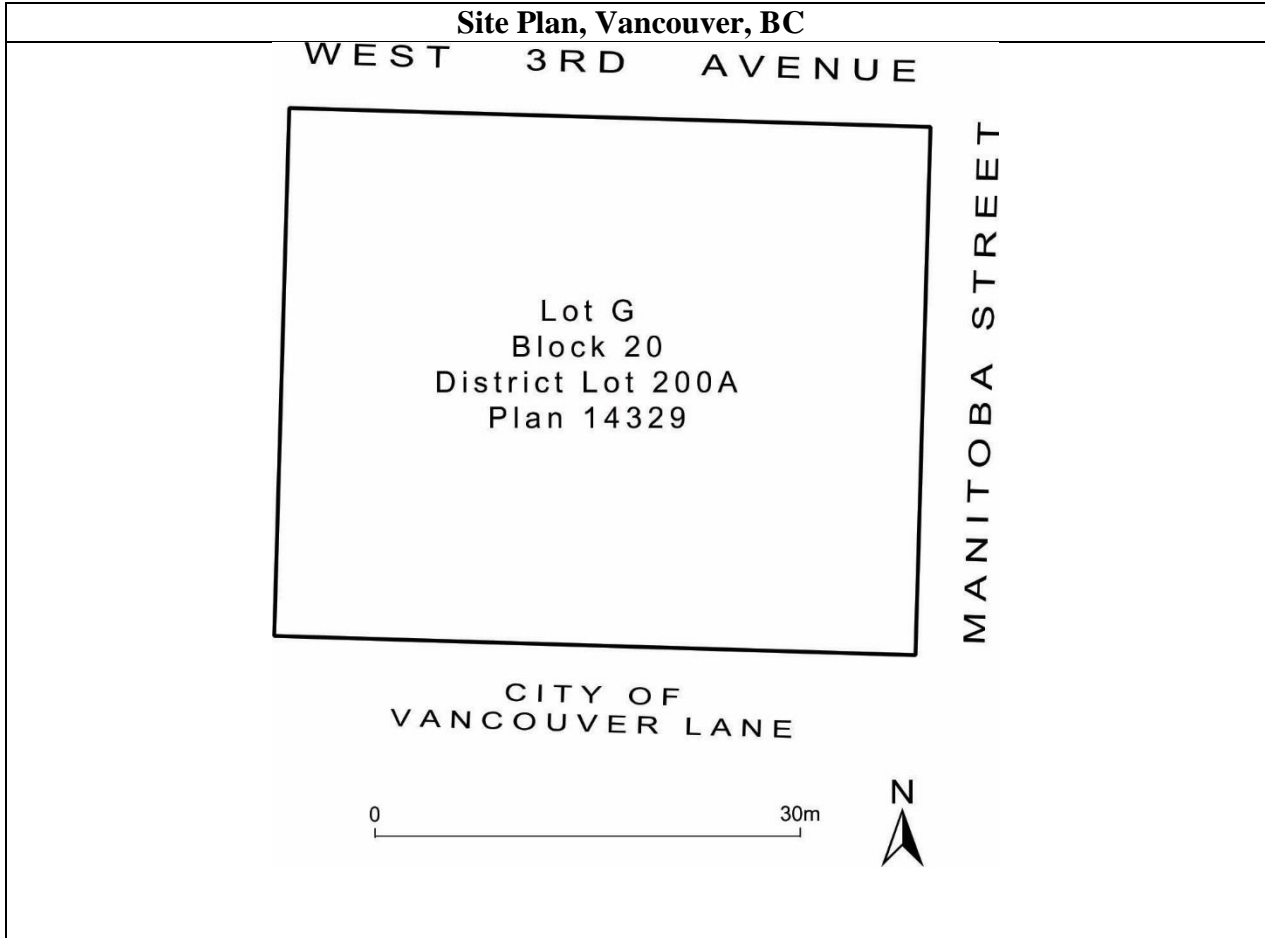 Site Plan, Vancouver, BC
WEST 3RD AVENUE
MANITOBA STREET
Lot G
Block 20
District Lot 200A
Plan 14329
CITY OF
VANCOUVER LANE
N
0 30m